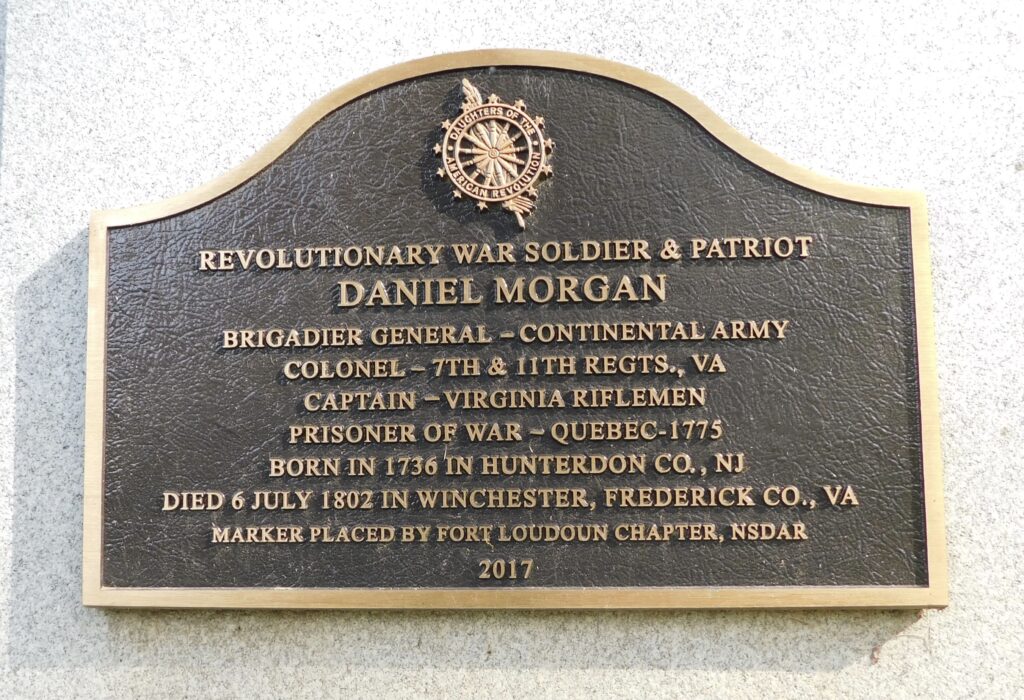 DAUGHTERS OF THE
AMERICAN REVOLUTION
REVOLUTIONARY WAR SOLDIER & PATRIOT
DANIEL MORGAN
BRIGADIER GENERAL – CONTINENTAL ARMY
COLONEL – 7TH & 11TH REGTS., VA
CAPTAIN – VIRGINIA RIFLEMEN
PRISONER OF WAR – QUEBEC-1775
BORN IN 1736 IN HUNTERDON CO., NJ
DIED 6 JULY 1802 IN WINCHESTER, FREDERICK CO., VA
MARKER PLACED BY FORT LOUDOUN CHAPTER, NSDAR
2017